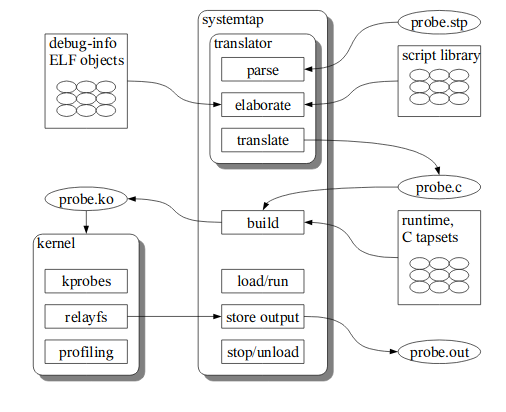 systemtap
debug-info
ELF objects
translator
parse
elaborate
translate
probe.stp
script library
probe.c
probe.ko
build
runtime,
C tapsets
kernel
kprobes
relayfs
profiling
load/run
store output
stop/unload
probe.out